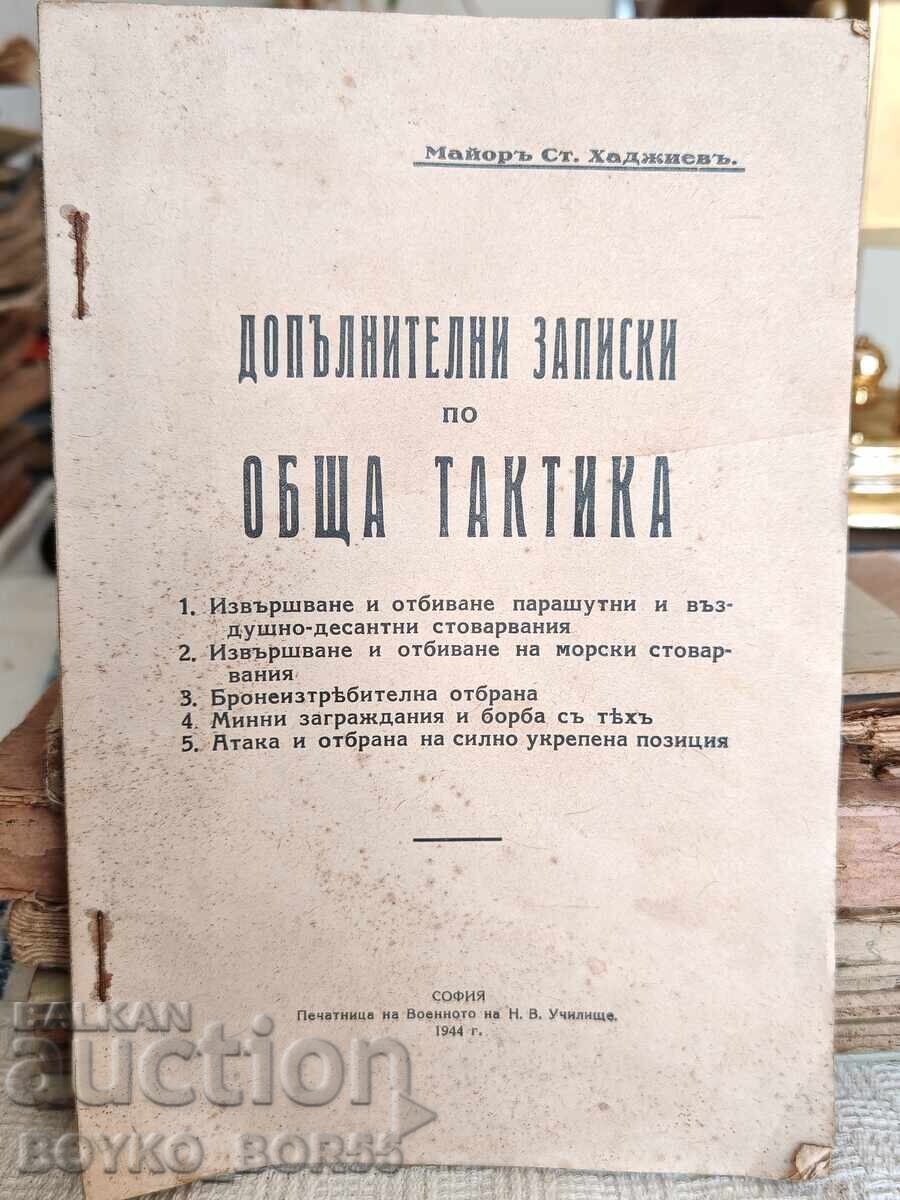 Майоръ Ст. Хаджиевъ.
ДОПЪЛНИТЕЛНИ ЗАПИСКИ
ПО
ОБЩА ТАКТИКА
1. Извършване и отбиване парашутни и въз-
душно-десантни стоварвания
2. Извършване и отбиване на морски стовар-
вания
3. Бронеизтрѣбителна отбрана
4. Минни заграждания и борба съ тѣхъ
5. Атака и отбрана на силно укрепена позиция
СОФИЯ
Печатница на Военното на Н. В. Училище.
1944 г.
BALKAN
auction
BOYKO_BOR55